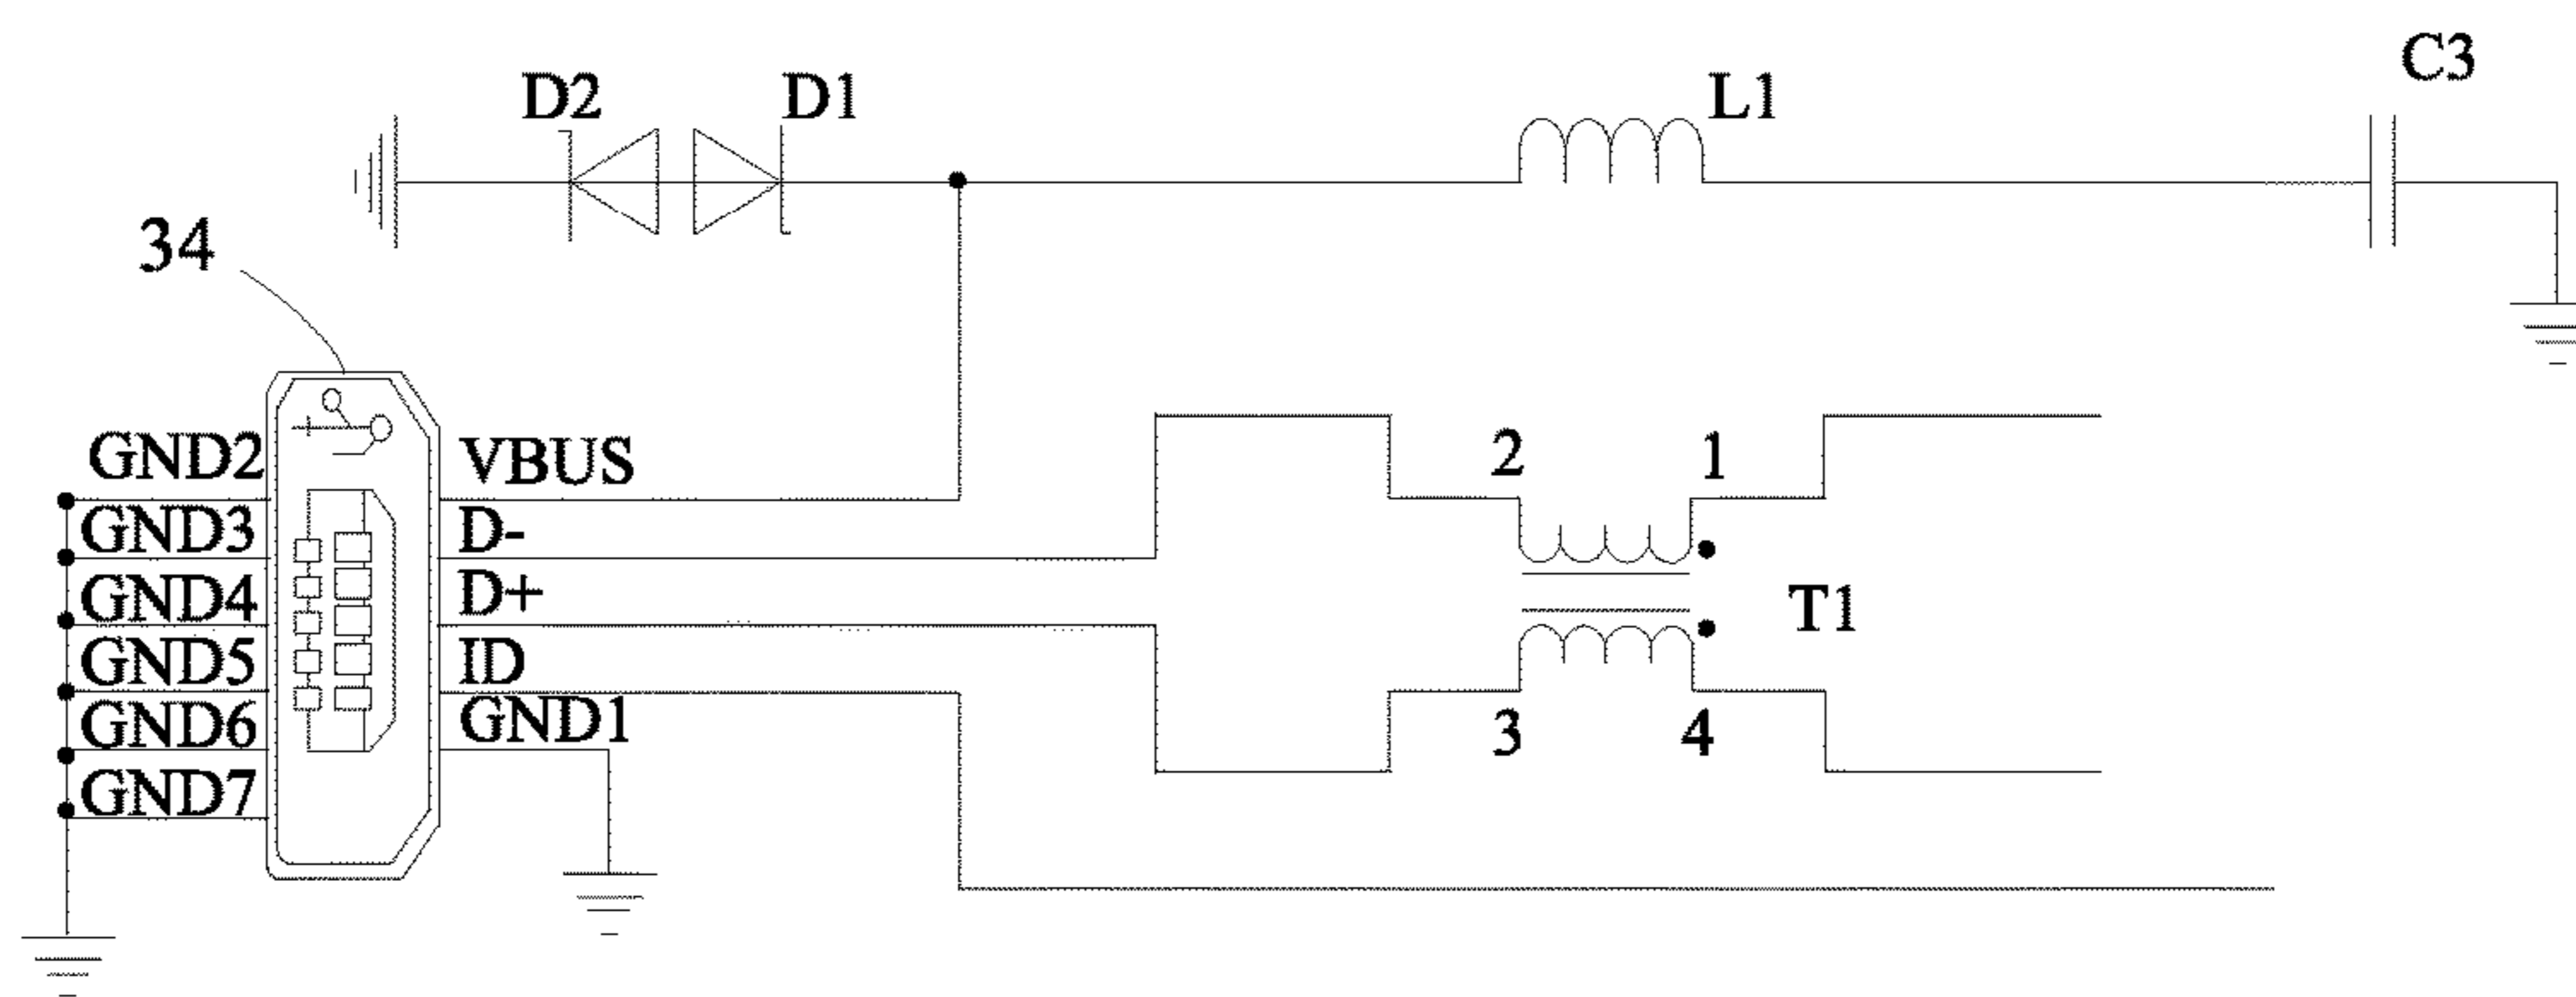 D2 D1 L1 C3
34
GND2 VBUS 2 1
GND3 D-
GND4 D+ T1
GND5 ID
GND6 GND1 3 4
GND7